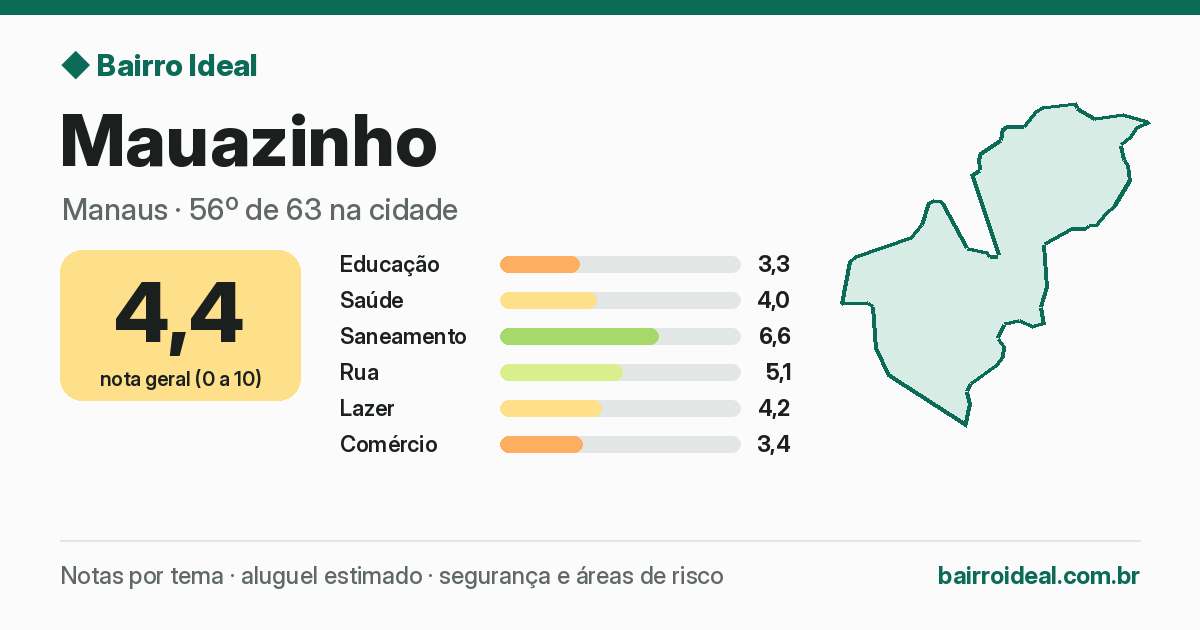 Bairro Ideal
Mauazinho
Manaus · 56º de 63 na cidade
4,4
nota geral (0 a 10)
Educação 3,3
Saúde 4,0
Saneamento 6,6
Rua 5,1
Lazer 4,2
Comércio 3,4
Notas por tema · aluguel estimado · segurança e áreas de risco
bairroideal.com.br